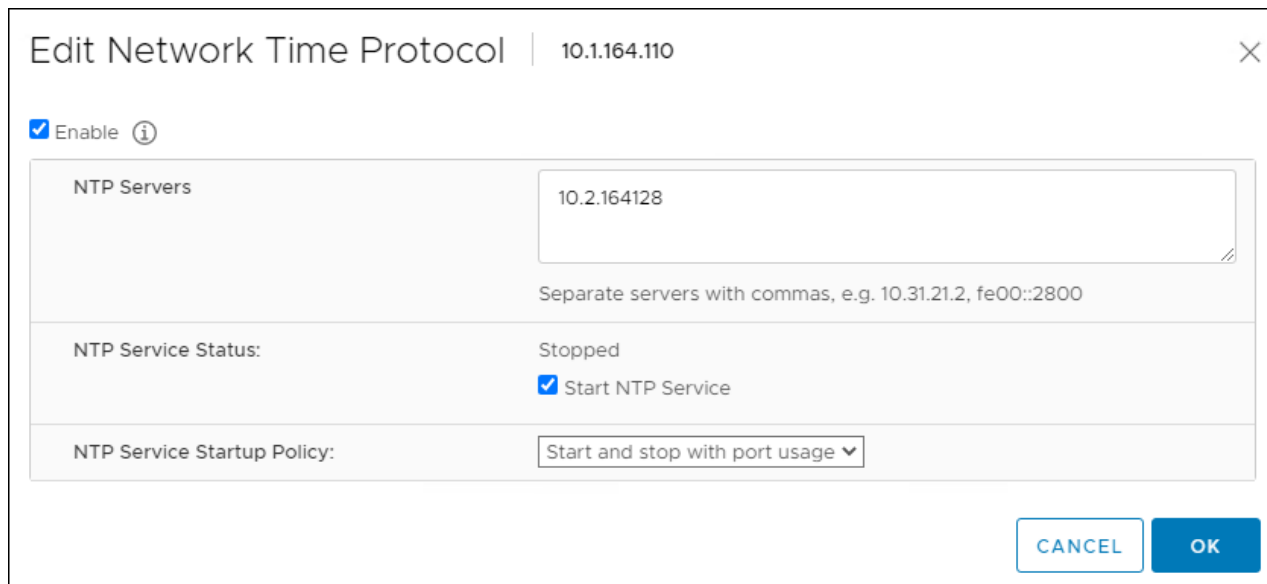 Edit Network Time Protocol 10.1.164.110
Enable
NTP Servers
10.2.164128
Separate servers with commas, e.g. 10.31.21.2, fe00::2800
NTP Service Status:
Stopped
Start NTP Service
NTP Service Startup Policy:
Start and stop with port usage
CANCEL
OK